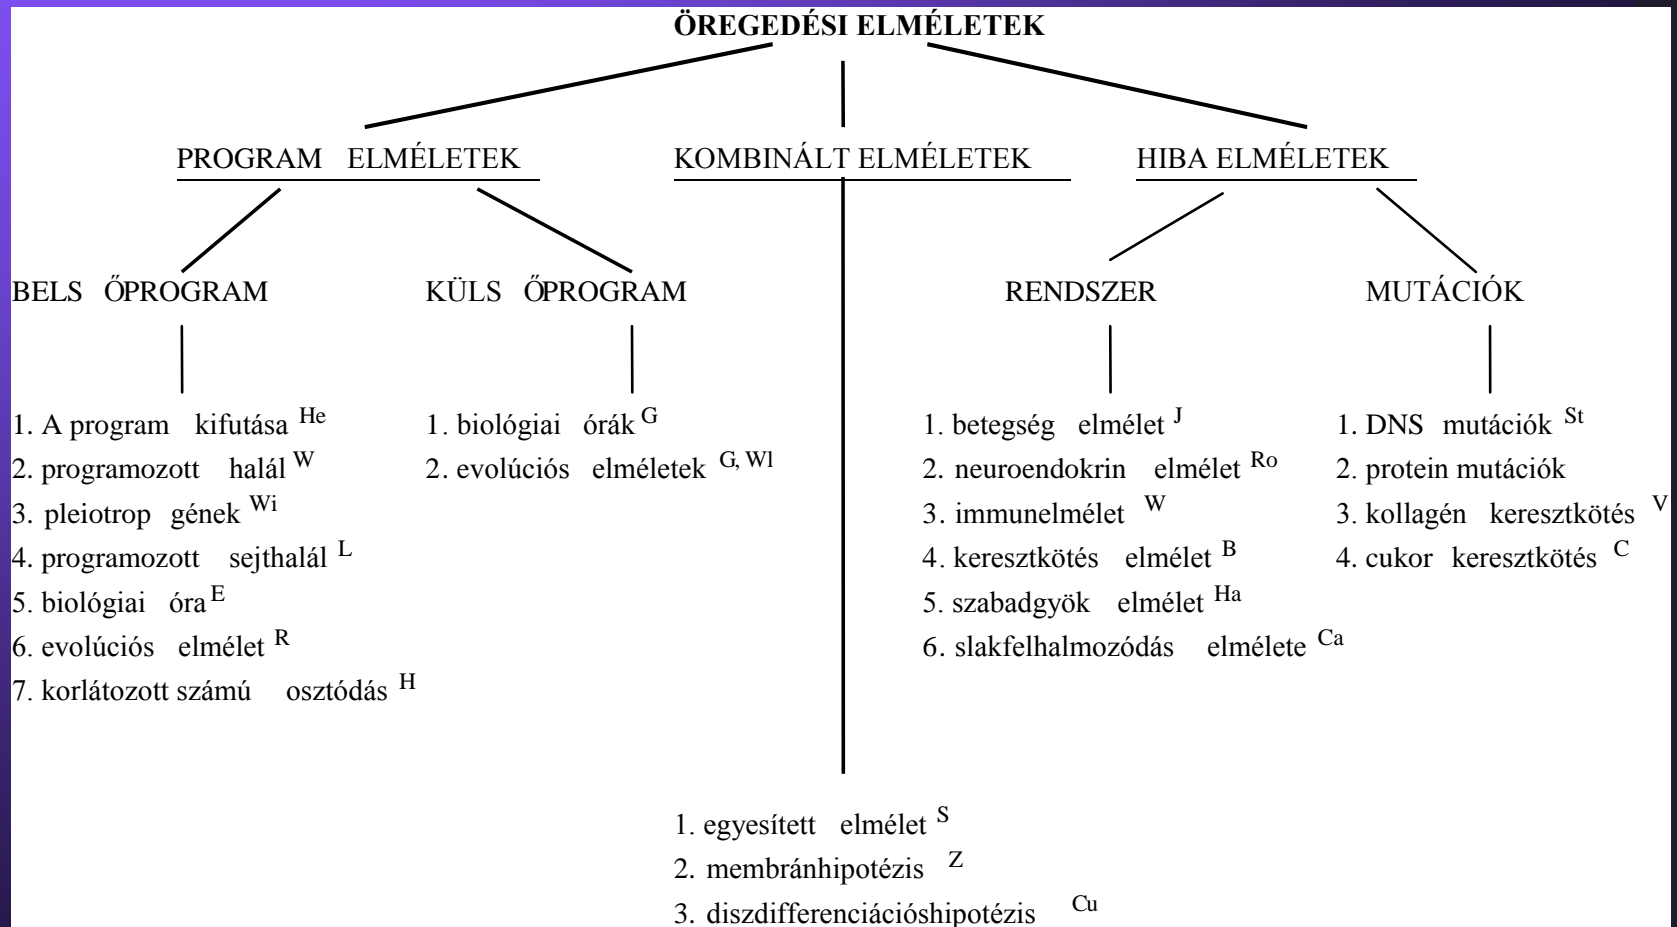 ÖREGEDÉSI ELMÉLETEK
PROGRAM ELMÉLETEK
KOMBINÁLT ELMÉLETEK
HIBA ELMÉLETEK
BELS ŐPROGRAM
KÜLS ŐPROGRAM
RENDSZER
MUTÁCIÓK
1. A program kifutása He
2. programozott halál W
3. pleiotrop gének Wi
4. programozott sejthalál L
5. biológiai óra E
6. evolúciós elmélet R
7. korlátozott számú osztódás H
1. biológiai órák G
2. evolúciós elméletek G, Wl
1. betegség elmélet J
2. neuroendokrin elmélet Ro
3. immunelmélet W
4. keresztkötés elmélet B
5. szabadgyök elmélet Ha
6. slakfelhalmozódás elmélete Ca
1. DNS mutációk St
2. protein mutációk
3. kollagén keresztkötés V
4. cukor keresztkötés C
1. egyesített elmélet S
2. membránhipotézis Z
3. diszdifferenciációshipotézis Cu